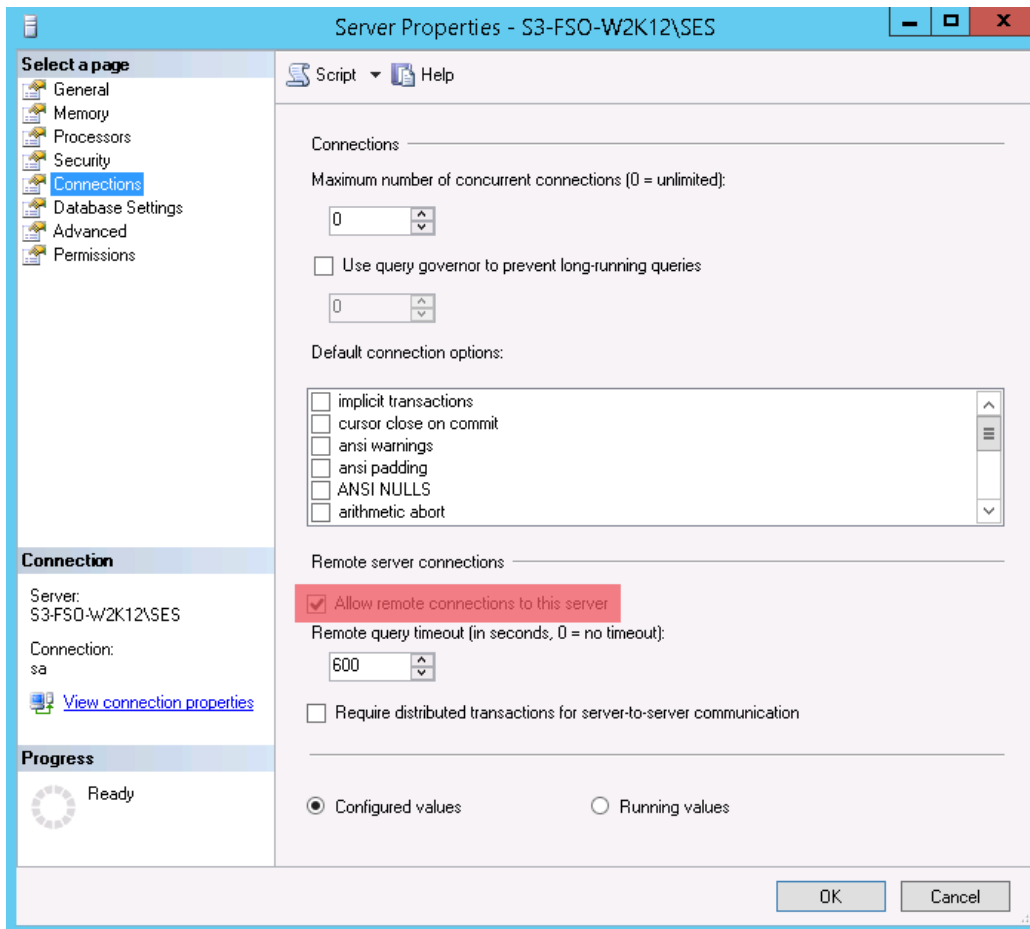 Server Properties - S3-FSO-W2K12\SES
Select a page
General
Memory
Processors
Security
Connections
Database Settings
Advanced
Permissions
Script
Help
Connections
Maximum number of concurrent connections (0 = unlimited):
0
Use query governor to prevent long-running queries
0
Default connection options:
implicit transactions
cursor close on commit
ansi warnings
ansi padding
ANSI NULLS
arithmetic abort
Connection
Server:
S3-FSO-W2K12\SES
Connection:
sa
View connection properties
Remote server connections
Allow remote connections to this server
Remote query timeout (in seconds, 0 = no timeout):
600
Require distributed transactions for server-to-server communication
Progress
Ready
Configured values
Running values
OK
Cancel